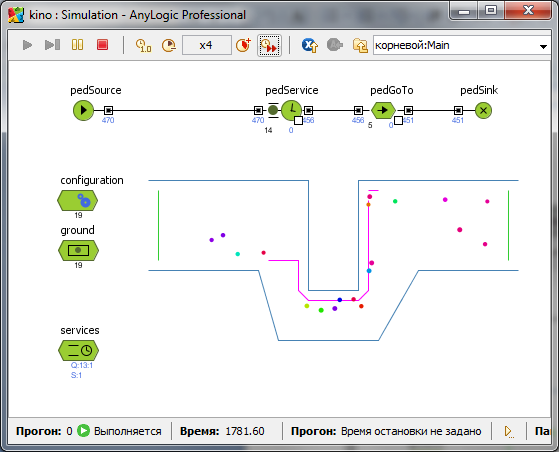 kino : Simulation - AnyLogic Professional
x4
корневой:Main
pedSource
pedService
pedGoTo
pedSink
470
470
456
456
451
451
14
0
5
0
configuration
19
ground
19
services
Q:13:1
S:1
Прогон: 0
Выполняется
Время: 1781.60
Прогон: Время остановки не задано
Па